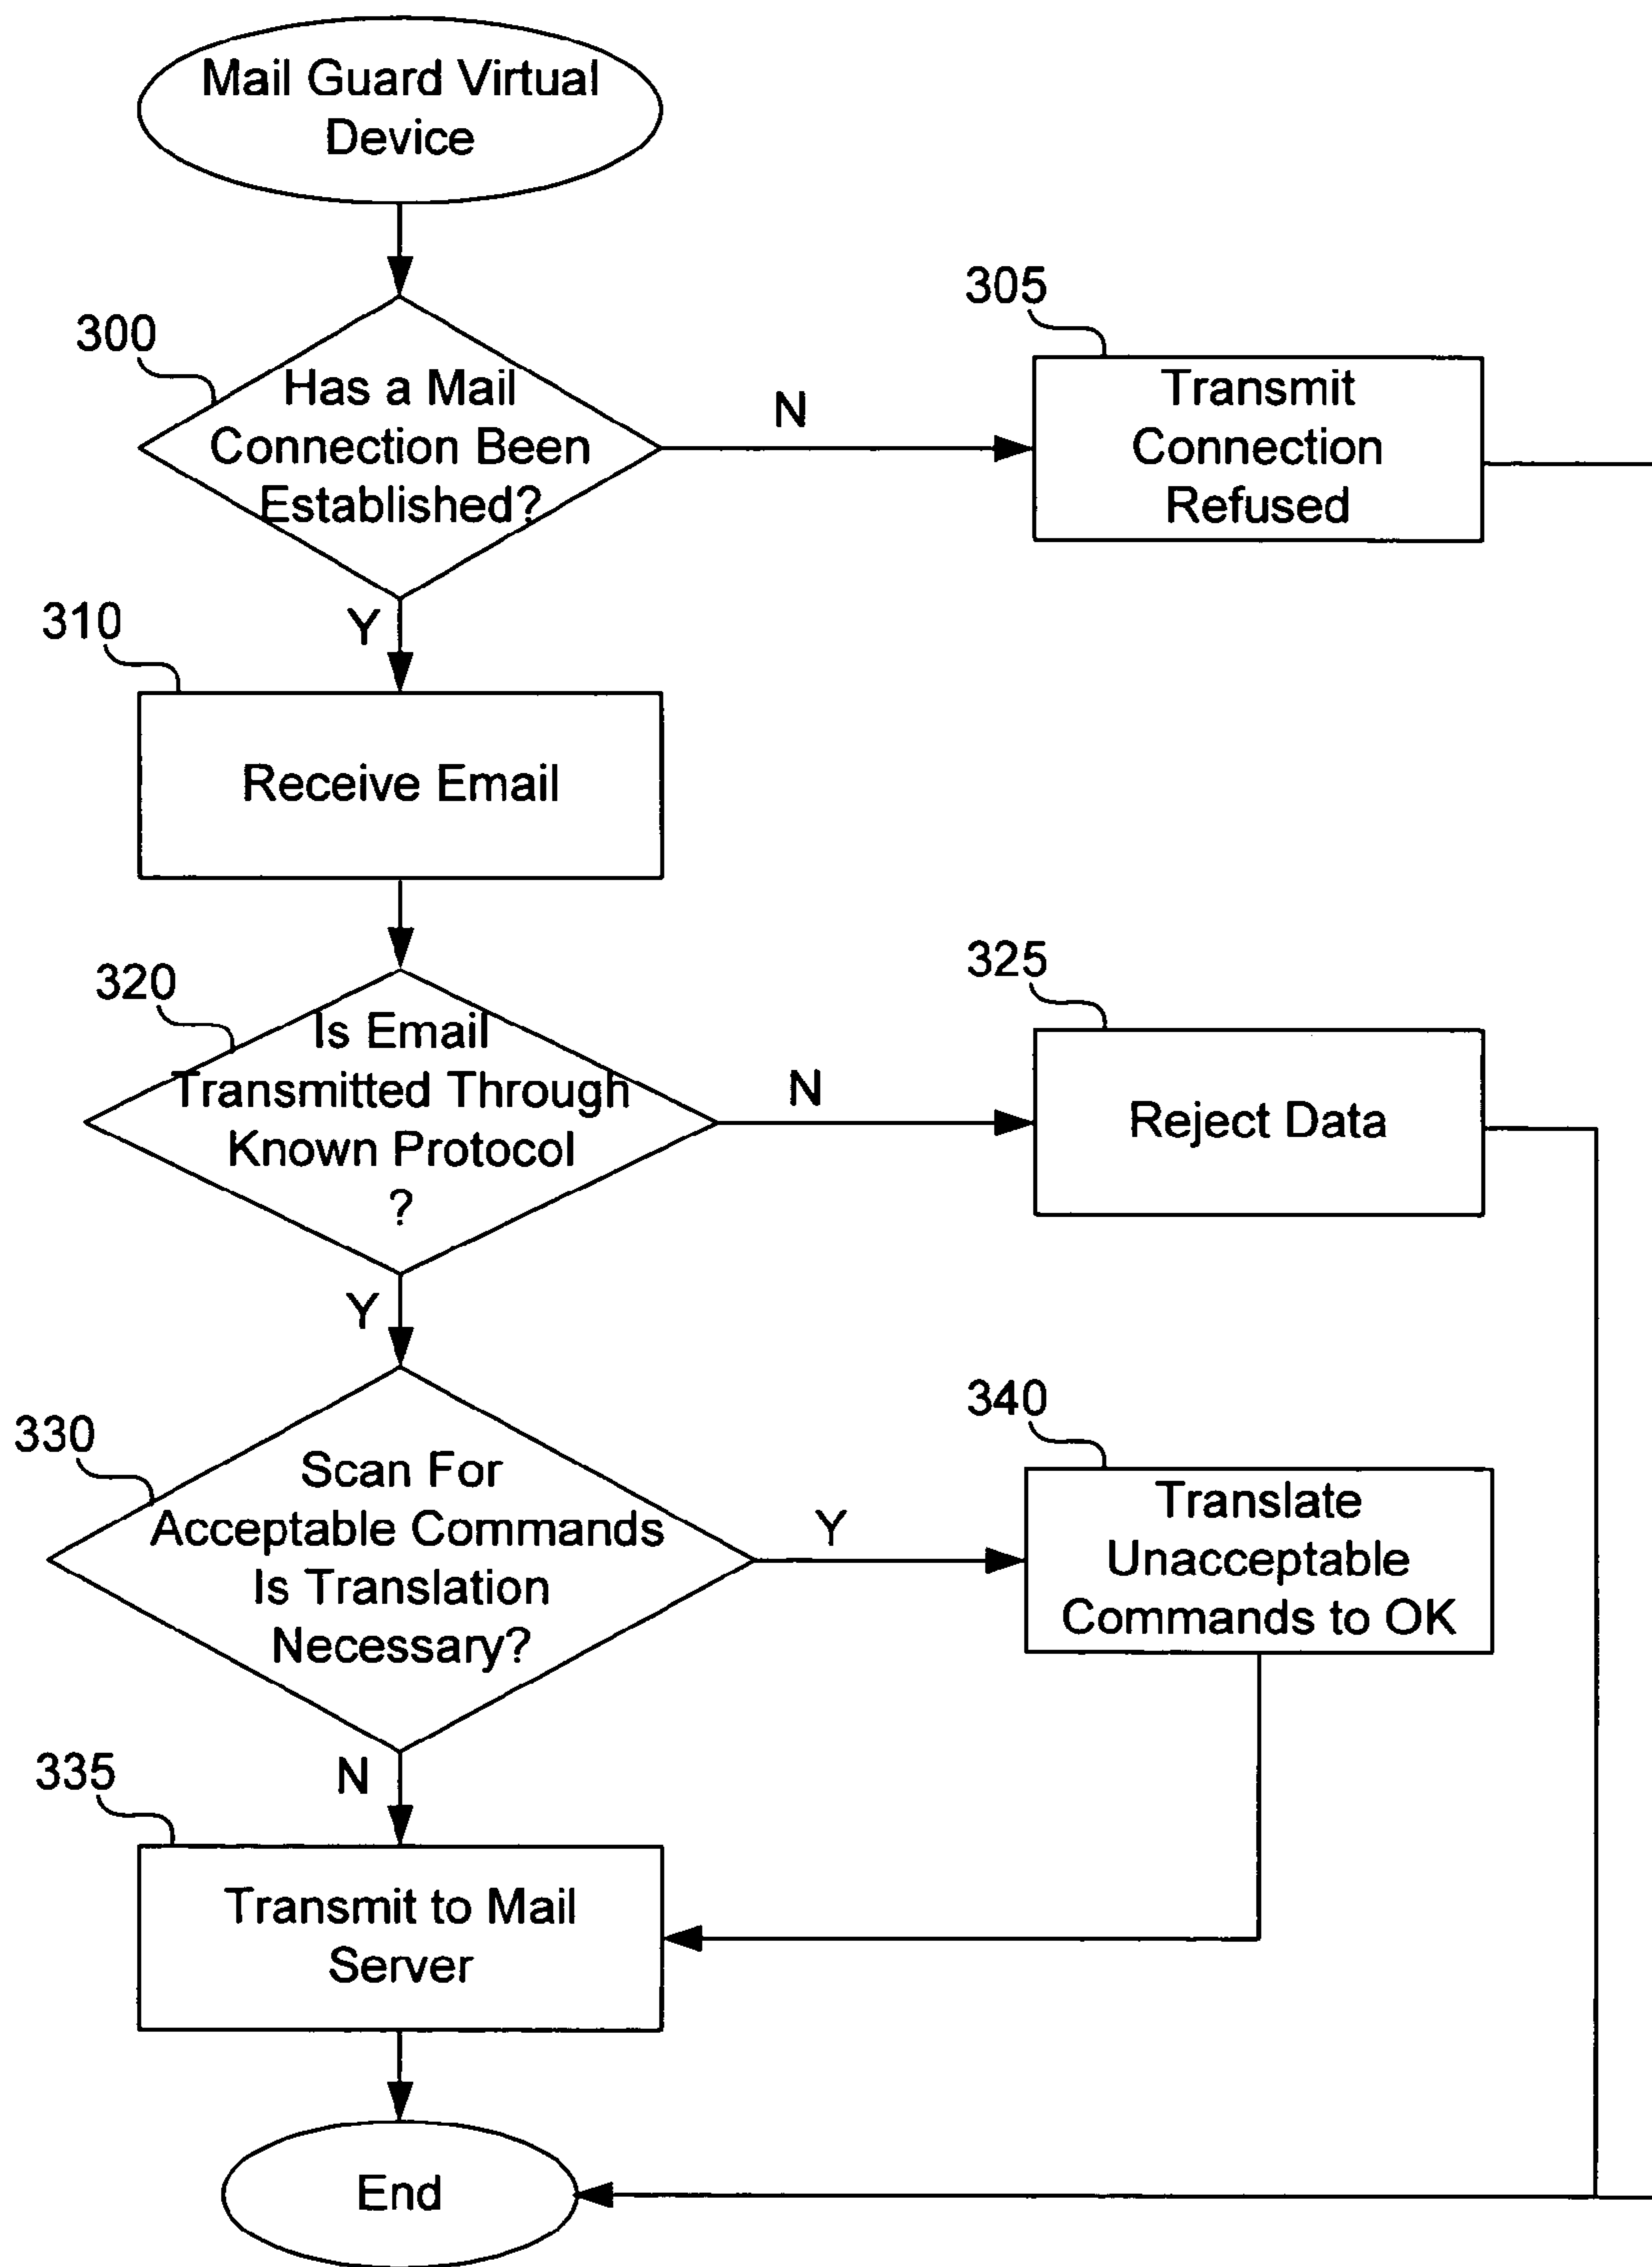 Mail Guard Virtual
Device
300
Has a Mail
Connection Been
Established?
N
305
Transmit
Connection
Refused
Y
310
Receive Email
320
Is Email
Transmitted Through
Known Protocol
?
N
325
Reject Data
Y
330
Scan For
Acceptable Commands
Is Translation
Necessary?
Y
340
Translate
Unacceptable
Commands to OK
N
335
Transmit to Mail
Server
End